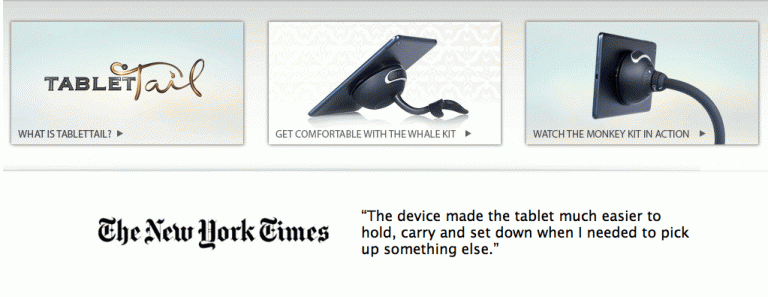 TABLETTail
WHAT IS TABLETTAIL?
GET COMFORTABLE WITH THE WHALE KIT
WATCH THE MONKEY KIT IN ACTION
The New York Times
“The device made the tablet much easier to
hold, carry and set down when I needed to pick
up something else.”